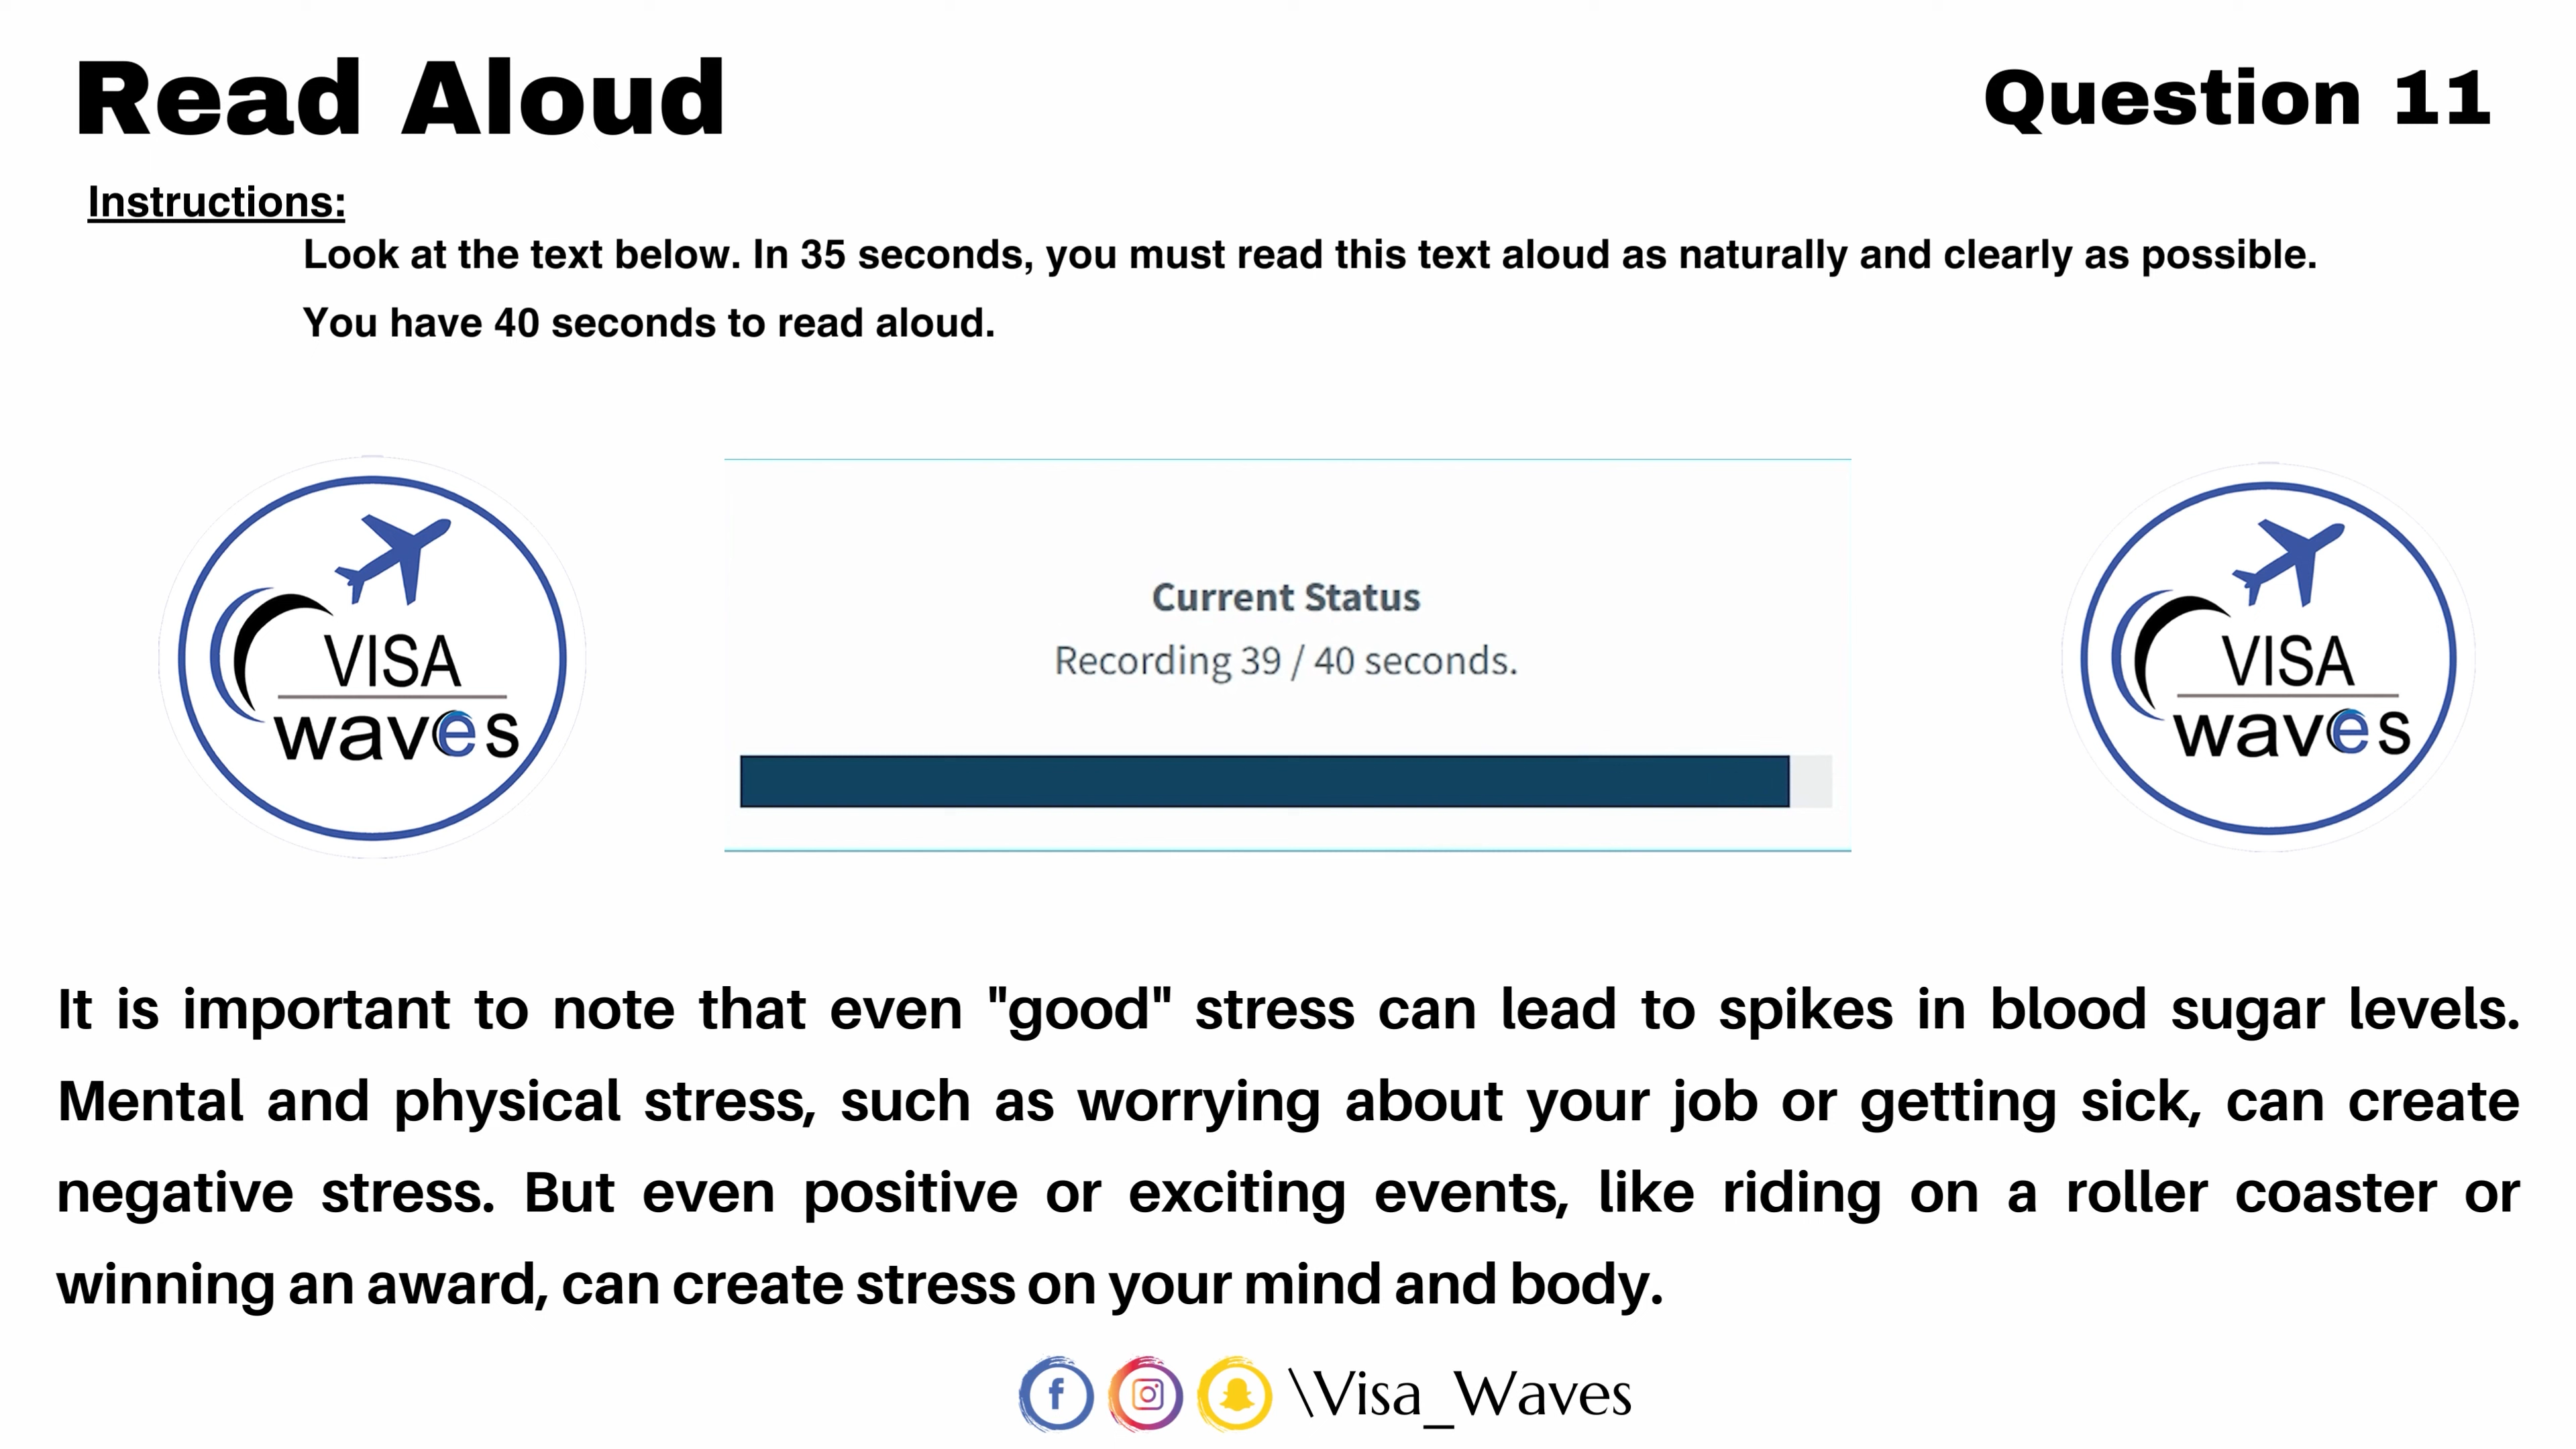 Read Aloud
Question 11
Instructions:
Look at the text below. In 35 seconds, you must read this text aloud as naturally and clearly as possible.
You have 40 seconds to read aloud.
VISA
waves
Current Status
Recording 39 / 40 seconds.
VISA
waves
It is important to note that even "good" stress can lead to spikes in blood sugar levels.
Mental and physical stress, such as worrying about your job or getting sick, can create
negative stress. But even positive or exciting events, like riding on a roller coaster or
winning an award, can create stress on your mind and body.
\Visa_Waves